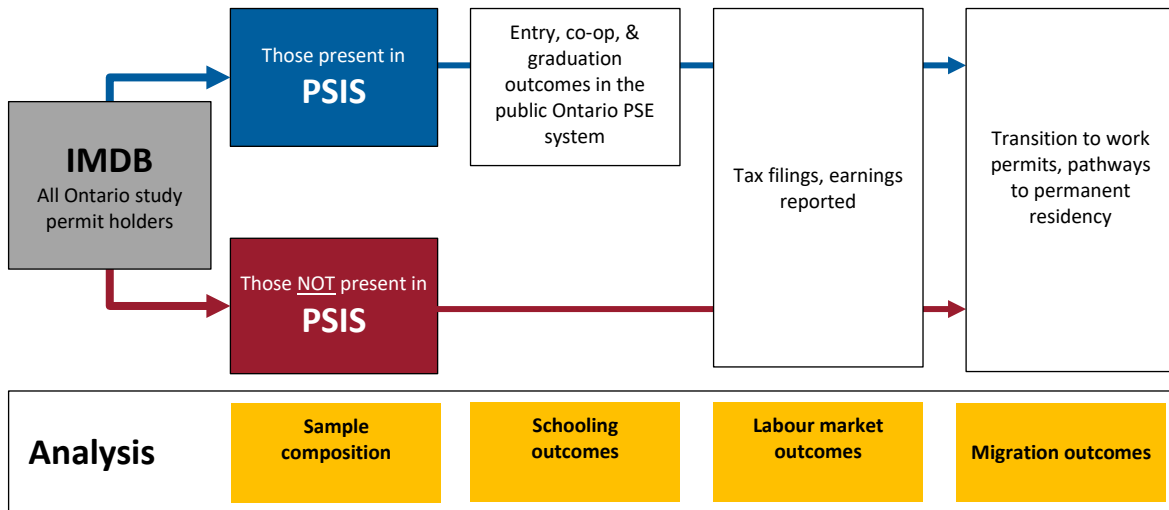 IMDB
All Ontario study
permit holders
Those present in
PSIS
Those NOT present in
PSIS
Entry, co-op, &
graduation
outcomes in the
public Ontario PSE
system
Tax filings, earnings
reported
Transition to work
permits, pathways
to permanent
residency
Analysis
Sample
composition
Schooling
outcomes
Labour market
outcomes
Migration outcomes